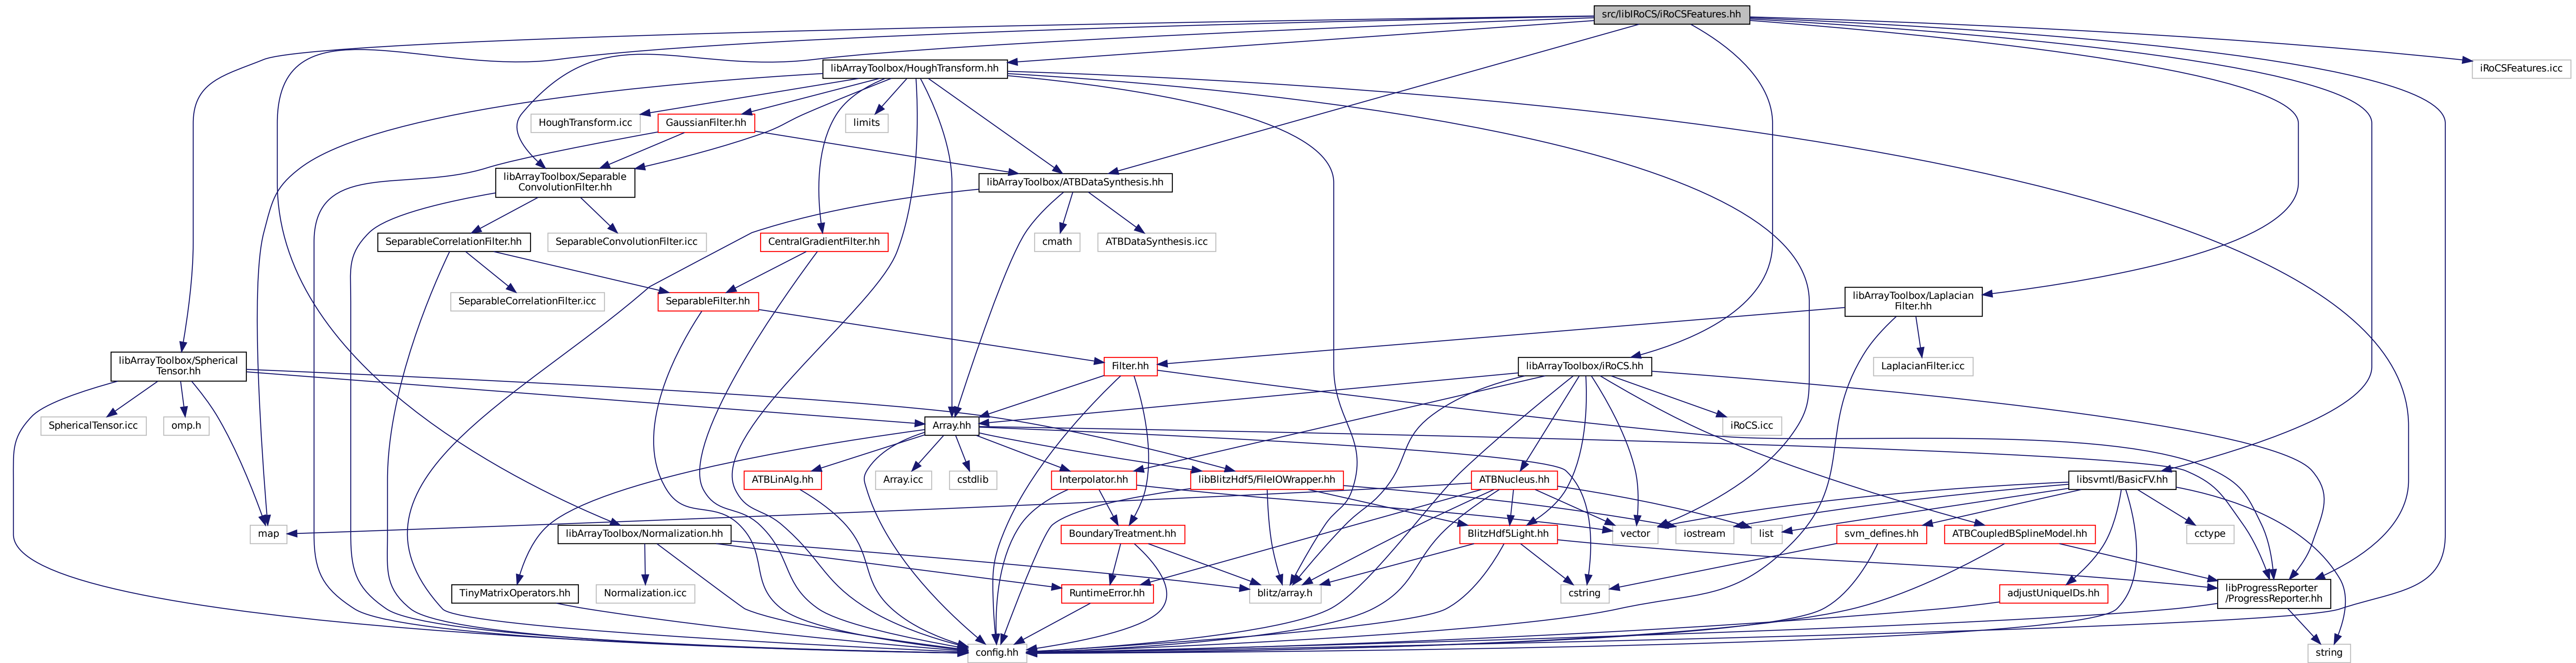 src/libIRoCS/iRoCSFeatures.hh
libArrayToolbox/HoughTransform.hh
iRoCSFeatures.icc
HoughTransform.icc
GaussianFilter.hh
limits
libArrayToolbox/Separable
ConvolutionFilter.hh
libArrayToolbox/ATBDataSynthesis.hh
SeparableCorrelationFilter.hh
SeparableConvolutionFilter.icc
CentralGradientFilter.hh
cmath
ATBDataSynthesis.icc
SeparableCorrelationFilter.icc
SeparableFilter.hh
libArrayToolbox/Laplacian
Filter.hh
libArrayToolbox/Spherical
Tensor.hh
Filter.hh
libArrayToolbox/iRoCS.hh
LaplacianFilter.icc
SphericalTensor.icc
omp.h
Array.hh
iRoCS.icc
ATBLinAlg.hh
Array.icc
cstdlib
Interpolator.hh
libBlitzHdf5/FileIOWrapper.hh
ATBNucleus.hh
libsvmtl/BasicFV.hh
map
libArrayToolbox/Normalization.hh
BoundaryTreatment.hh
BlitzHdf5Light.hh
vector
iostream
list
svm_defines.hh
ATBCoupledBSplineModel.hh
cctype
TinyMatrixOperators.hh
Normalization.icc
RuntimeError.hh
blitz/array.h
cstring
adjustUniqueIDs.hh
libProgressReporter
/ProgressReporter.hh
config.hh
string